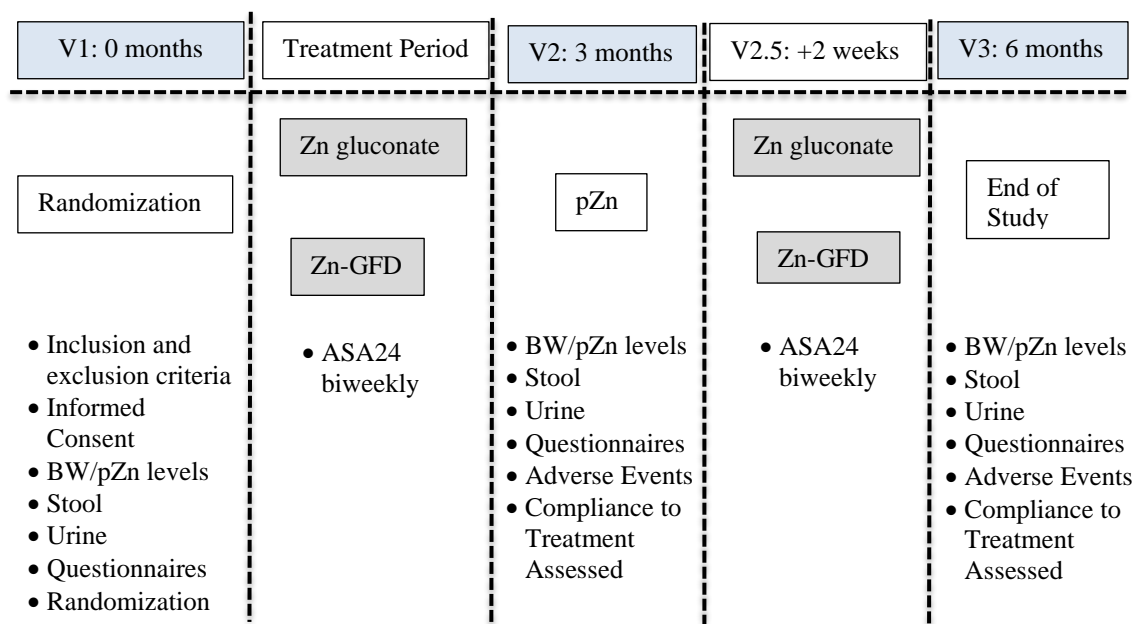 V1: 0 months
Treatment Period
V2: 3 months
V2.5: +2 weeks
V3: 6 months
Randomization
Zn gluconate
Zn-GFD
pZn
Zn gluconate
Zn-GFD
End of
Study
• Inclusion and
exclusion criteria
• Informed
Consent
• BW/pZn levels
• Stool
• Urine
• Questionnaires
• Randomization
• ASA24
biweekly
• BW/pZn levels
• Stool
• Urine
• Questionnaires
• Adverse Events
• Compliance to
Treatment
Assessed
• ASA24
biweekly
• BW/pZn levels
• Stool
• Urine
• Questionnaires
• Adverse Events
• Compliance to
Treatment
Assessed